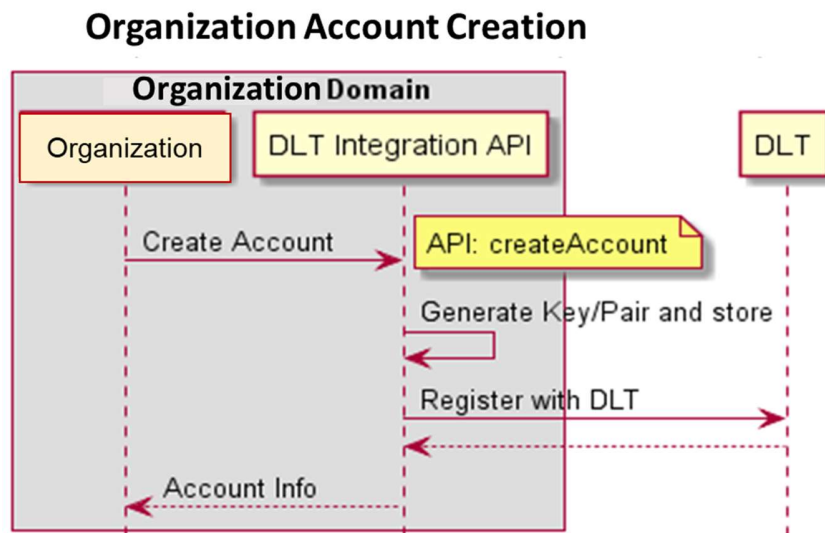 Organization Account Creation
Organization Domain
Organization
DLT Integration API
DLT
Create Account
API: createAccount
Generate Key/Pair and store
Register with DLT
Account Info